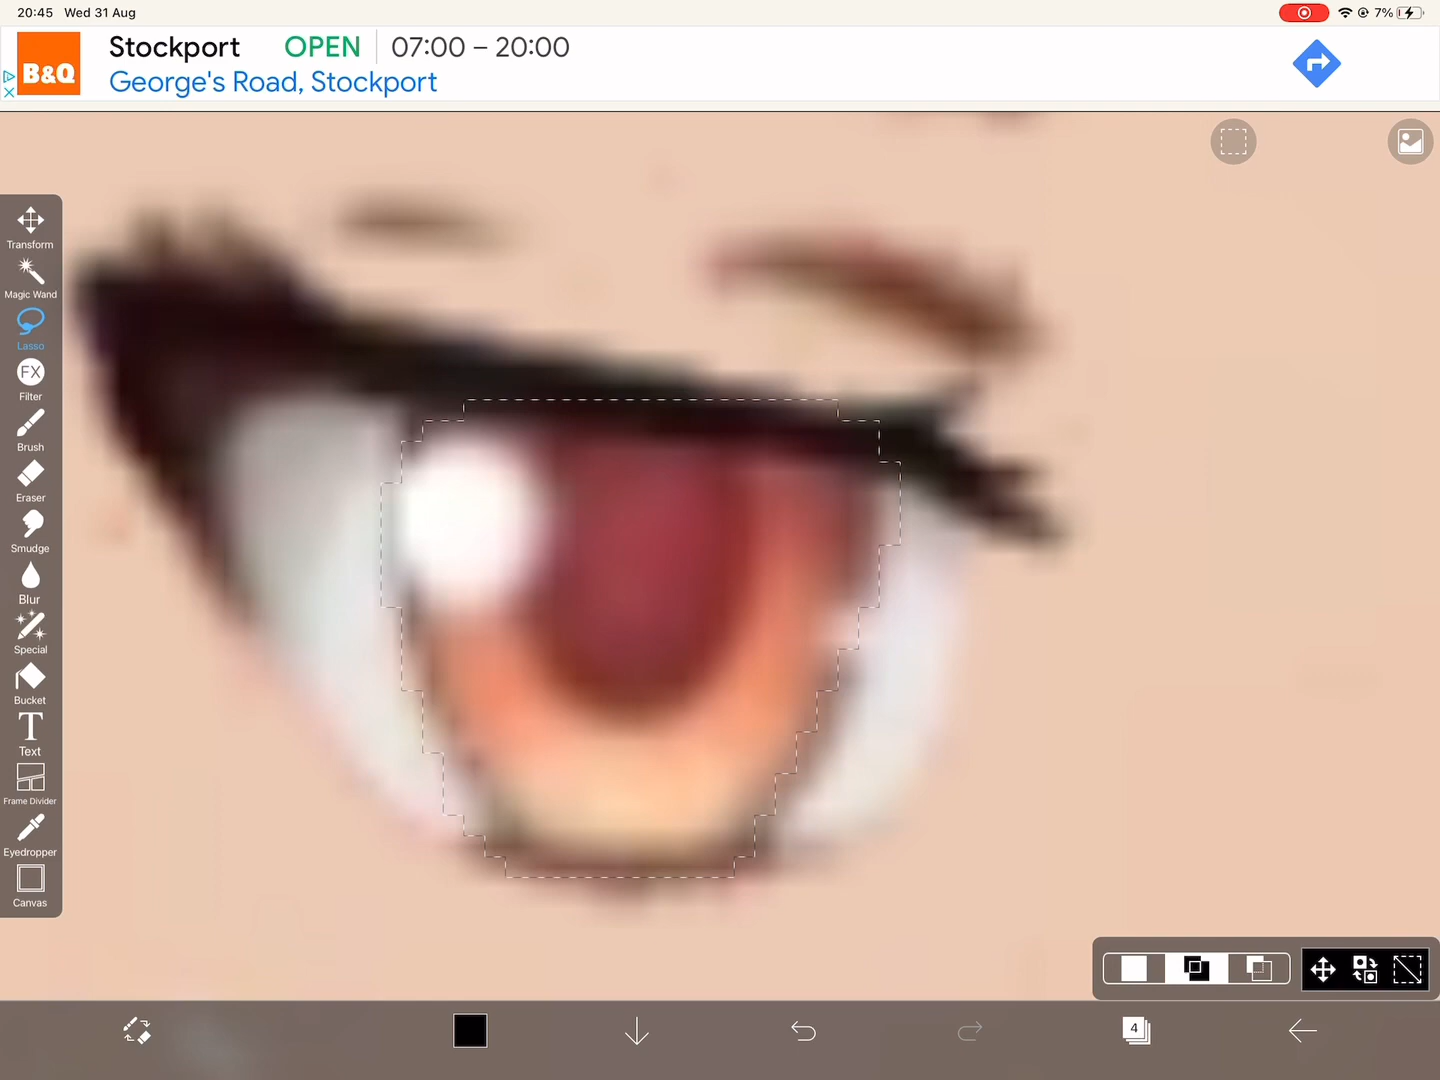 20:45 Wed 31 Aug
7%
B&Q
Stockport OPEN 07:00 – 20:00
George's Road, Stockport
Transform
Magic Wand
Lasso
FX
Filter
Brush
Eraser
Smudge
Blur
Special
Bucket
T
Text
Frame Divider
Eyedropper
Canvas
4